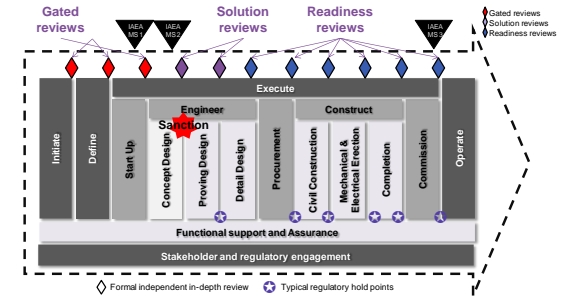 Gated
reviews
IAEA
MS 1
IAEA
MS 2
Solution
reviews
Readiness
reviews
IAEA
MS 3
Gated reviews
Solution reviews
Readiness reviews
Execute
Engineer
Construct
Sanction
Initiate
Define
Start Up
Concept Design
Proving Design
Detail Design
Procurement
Civil Construction
Mechanical &
Electrical Erection
Completion
Commission
Operate
Functional support and Assurance
Stakeholder and regulatory engagement
Formal independent in-depth review
Typical regulatory hold points